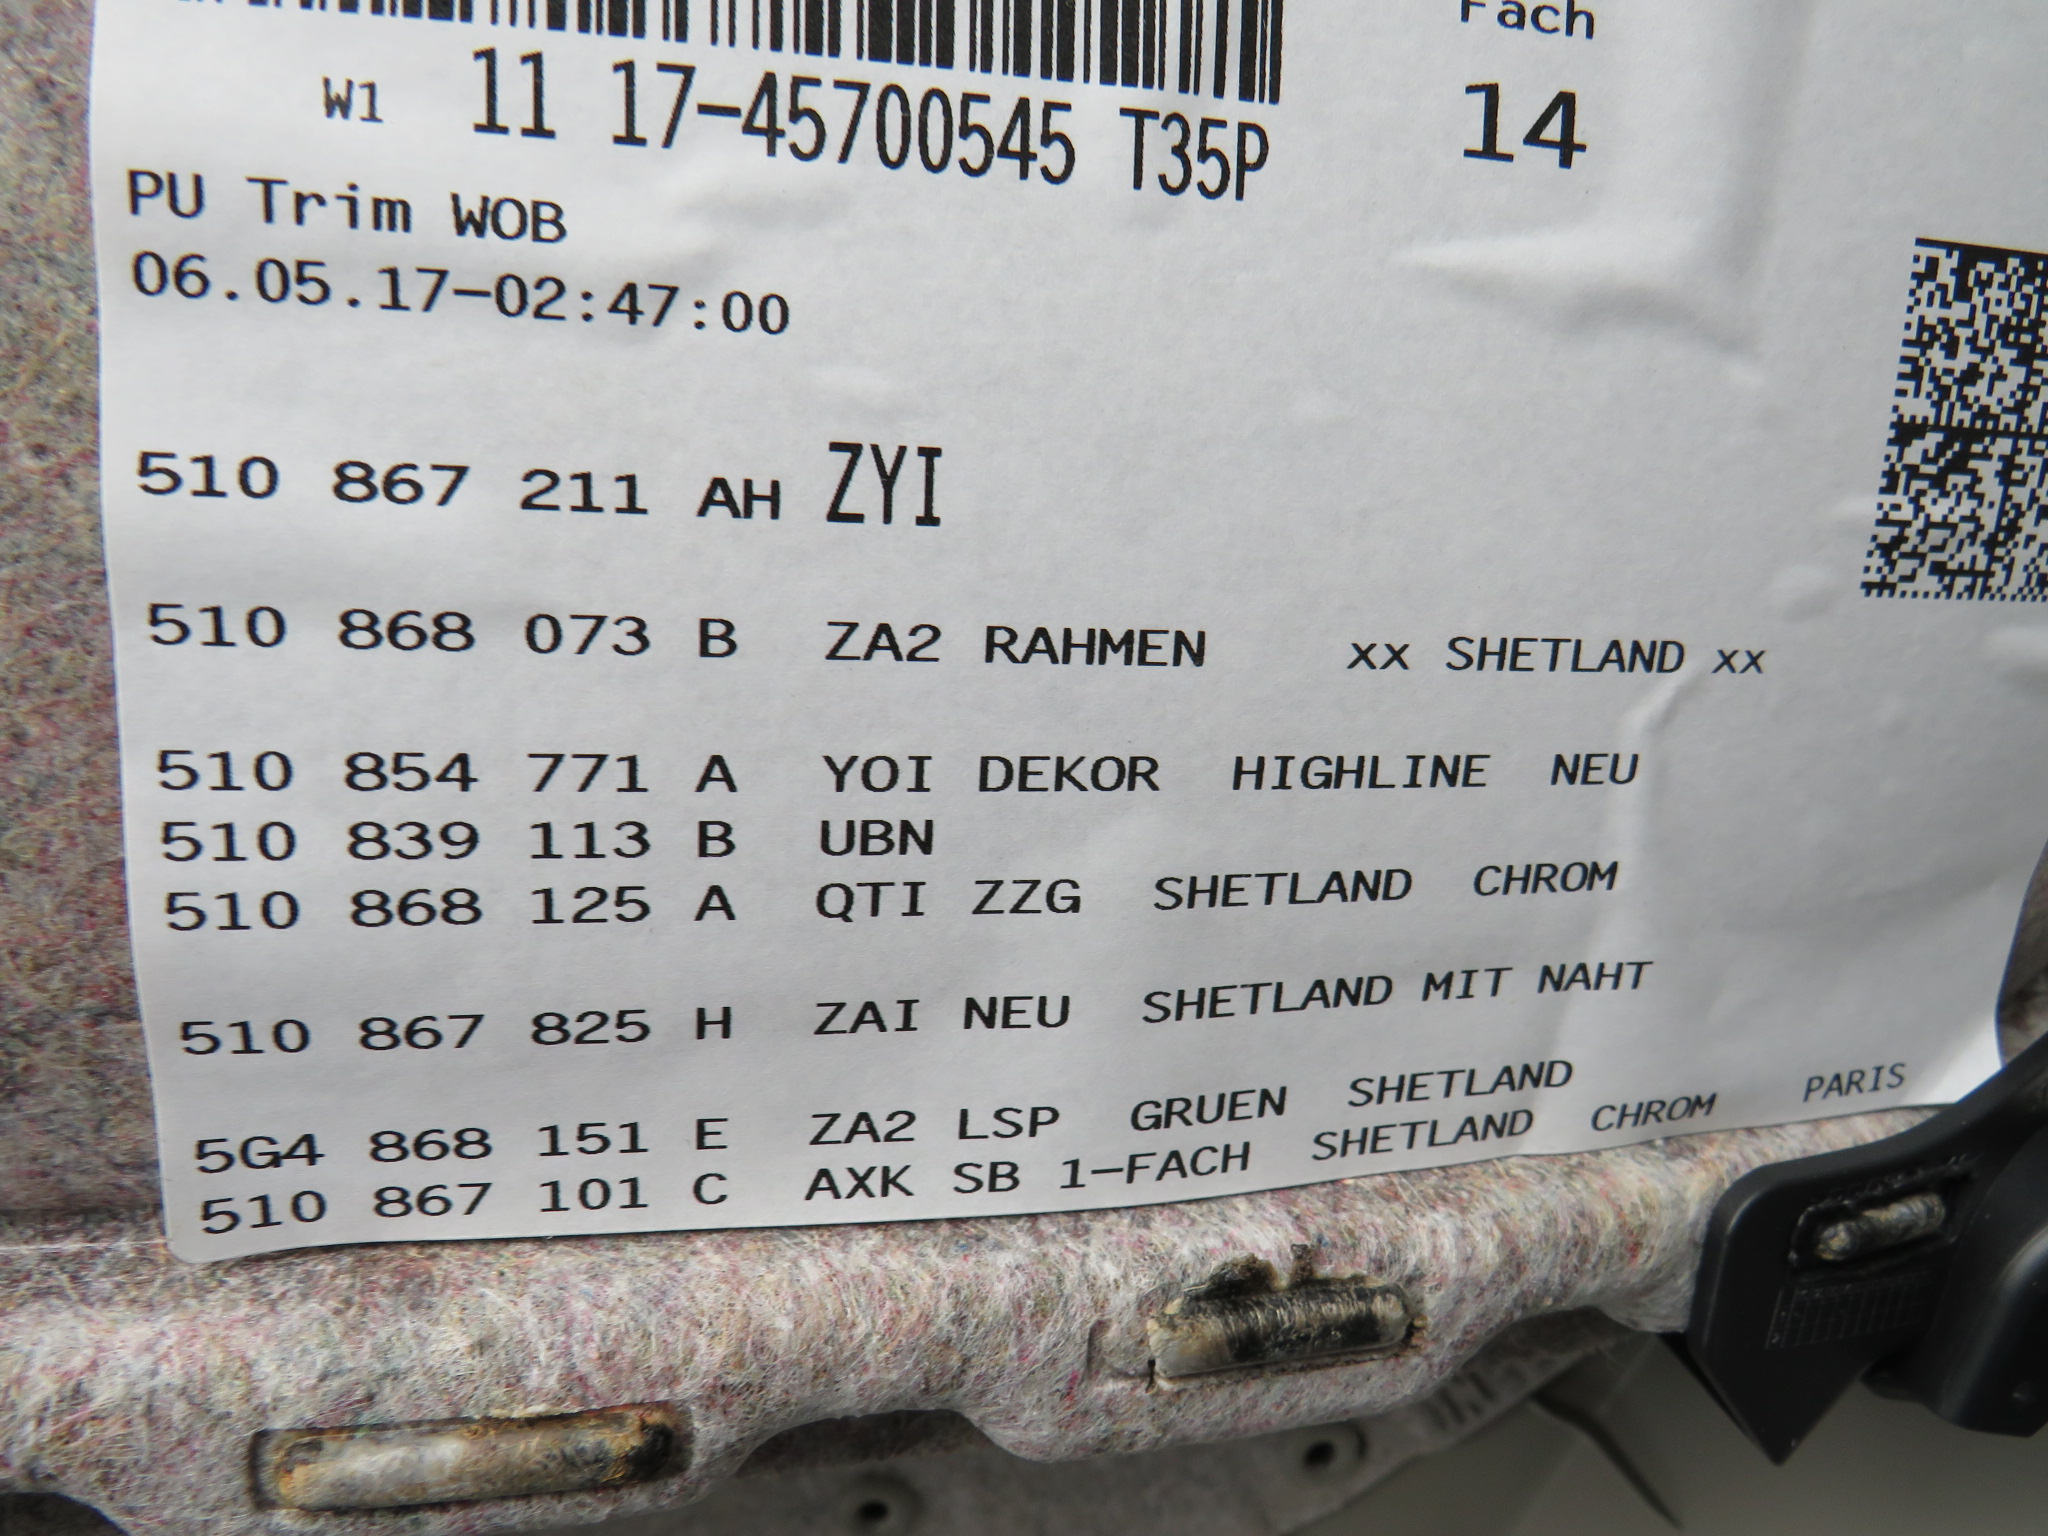 Fach
W1 11 17-45700545 T35P 14
PU Trim WOB
06.05.17-02:47:00
510 867 211 AH ZYI
510 868 073 B ZA2 RAHMEN xx SHETLAND xx
510 854 771 A YOI DEKOR HIGHLINE NEU
510 839 113 B UBN
510 868 125 A QTI ZZG SHETLAND CHROM
510 867 825 H ZAI NEU SHETLAND MIT NAHT
5G4 868 151 E ZA2 LSP GRUEN SHETLAND
510 867 101 C AXK SB 1-FACH SHETLAND CHROM PARIS